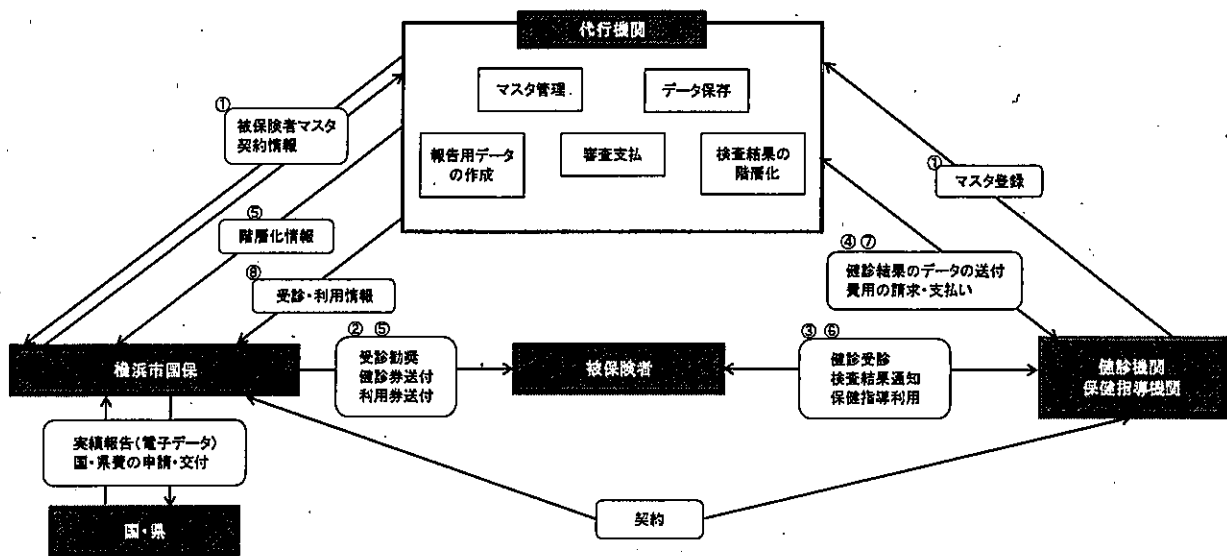 代行機関
マスタ管理
データ保存
報告用データ
の作成
審査支払
検査結果の
階層化
①
被保険者マスタ
契約情報
①
マスタ登録
⑤
階層化情報
④ ⑦
健診結果のデータの送付
費用の請求・支払い
⑧
受診・利用情報
② ⑤
受診勧奨
健診券送付
利用券送付
③ ⑥
健診受診
検査結果通知
保健指導利用
横浜市国保
被保険者
健診機関
保健指導機関
実績報告(電子データ)
国・県費の申請・交付
契約
国・県